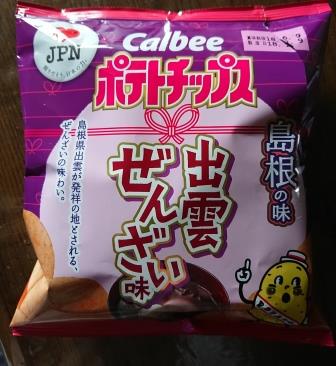 JPN
Calbee
ポテトチップス
島根の味
出雲
ぜんざい味
島根県出雲が発祥の地とされる、
ぜんざいの味わい。